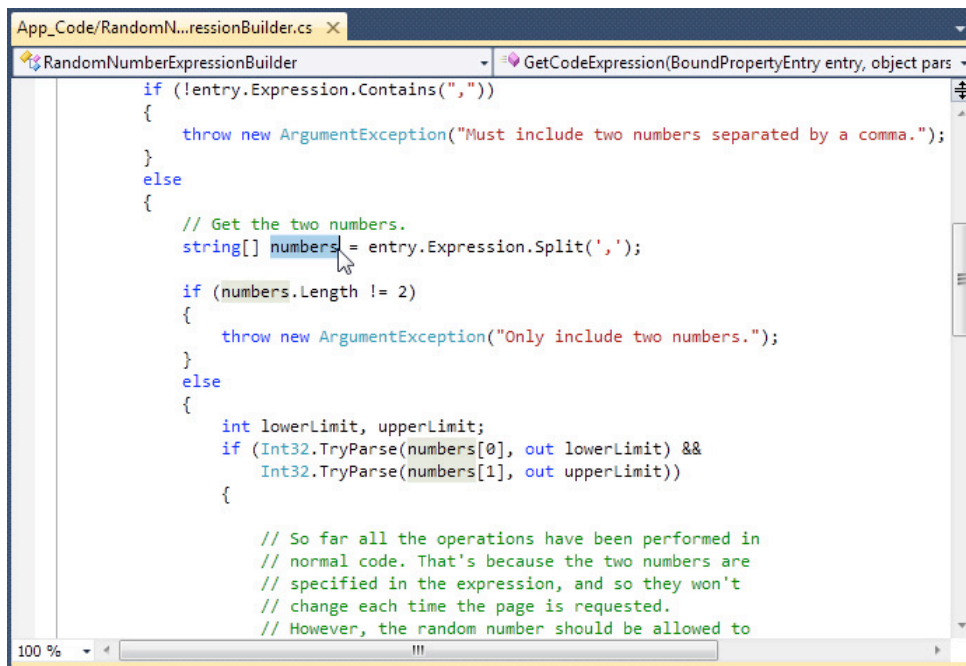 App_Code/RandomN...ressionBuilder.cs
RandomNumberExpressionBuilder
GetCodeExpression(BoundPropertyEntry entry, object pars
if (!entry.Expression.Contains(","))
{
throw new ArgumentException("Must include two numbers separated by a comma.");
}
else
{
// Get the two numbers.
string[] numbers = entry.Expression.Split(',');
if (numbers.Length != 2)
{
throw new ArgumentException("Only include two numbers.");
}
else
{
int lowerLimit, upperLimit;
if (Int32.TryParse(numbers[0], out lowerLimit) &&
Int32.TryParse(numbers[1], out upperLimit))
{
// So far all the operations have been performed in
// normal code. That's because the two numbers are
// specified in the expression, and so they won't
// change each time the page is requested.
// However, the random number should be allowed to
100 %